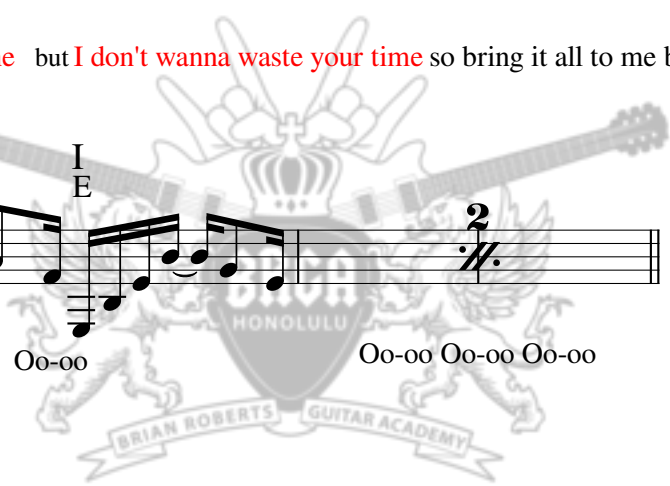 e but I don't wanna waste your time so bring it all to me b
I
E
2
BRGA
HONOLULU
Oo-oo Oo-oo Oo-oo Oo-oo
BRIAN ROBERTS GUITAR ACADEMY